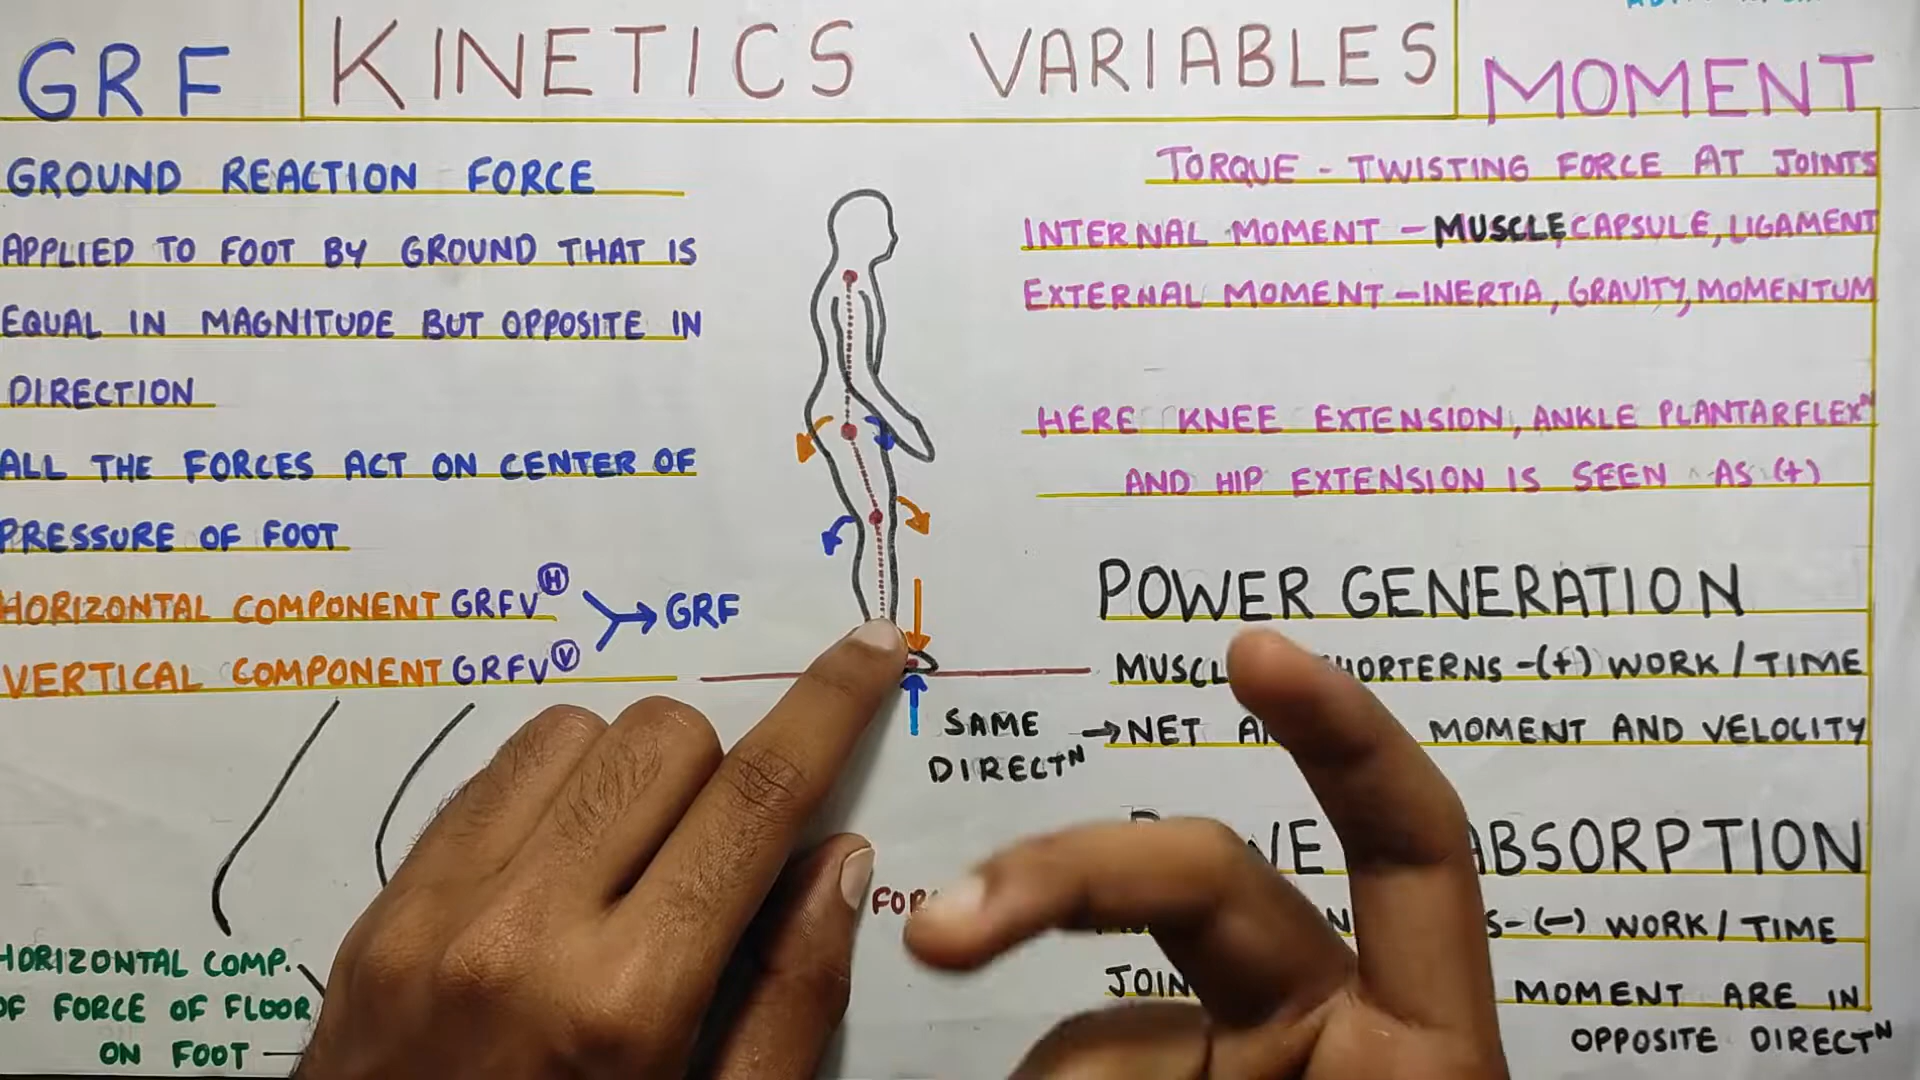 GRF
KINETICS VARIABLES
MOMENT
GROUND REACTION FORCE
APPLIED TO FOOT BY GROUND THAT IS
EQUAL IN MAGNITUDE BUT OPPOSITE IN
DIRECTION
ALL THE FORCES ACT ON CENTER OF
PRESSURE OF FOOT
HORIZONTAL COMPONENT GRFV H
VERTICAL COMPONENT GRFV V
GRF
HORIZONTAL COMP.
OF FORCE OF FLOOR
ON FOOT
SAME
DIRECTN
TORQUE - TWISTING FORCE AT JOINTS
INTERNAL MOMENT - MUSCLE, CAPSULE, LIGAMENT
EXTERNAL MOMENT - INERTIA, GRAVITY, MOMENTUM
HERE KNEE EXTENSION, ANKLE PLANTARFLEXN
AND HIP EXTENSION IS SEEN AS (+)
POWER GENERATION
SHORTERNS - (+) WORK / TIME
→ NET MOMENT AND VELOCITY
ABSORPTION
(-) WORK / TIME
MOMENT ARE IN
OPPOSITE DIRECTN